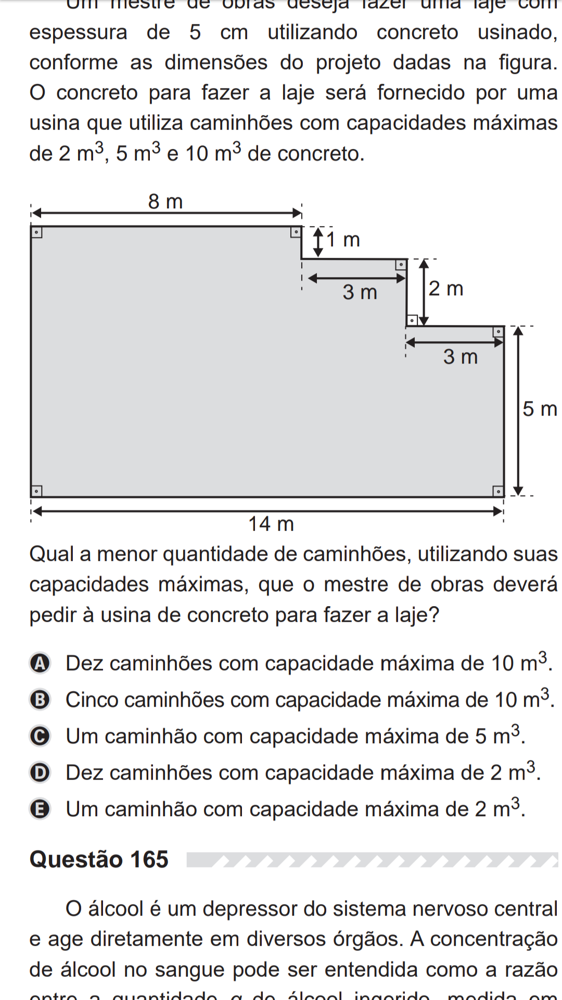 Um mestre de obras deseja fazer uma laje com
espessura de 5 cm utilizando concreto usinado,
conforme as dimensões do projeto dadas na figura.
O concreto para fazer a laje será fornecido por uma
usina que utiliza caminhões com capacidades máximas
de 2 m³, 5 m³ e 10 m³ de concreto.
8 m
1 m
3 m
2 m
3 m
5 m
14 m
Qual a menor quantidade de caminhões, utilizando suas
capacidades máximas, que o mestre de obras deverá
pedir à usina de concreto para fazer a laje?
A Dez caminhões com capacidade máxima de 10 m³.
B Cinco caminhões com capacidade máxima de 10 m³.
C Um caminhão com capacidade máxima de 5 m³.
D Dez caminhões com capacidade máxima de 2 m³.
E Um caminhão com capacidade máxima de 2 m³.
Questão 165
O álcool é um depressor do sistema nervoso central
e age diretamente em diversos órgãos. A concentração
de álcool no sangue pode ser entendida como a razão
entre a quantidade q de álcool ingerido, medida em